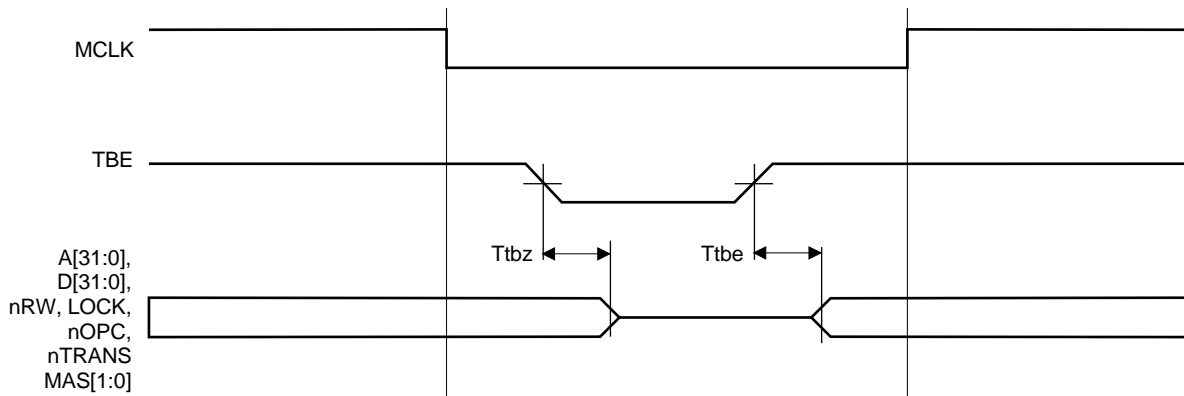 MCLK
TBE
Ttbz
Ttbe
A[31:0],
D[31:0],
nRW, LOCK,
nOPC,
nTRANS
MAS[1:0]